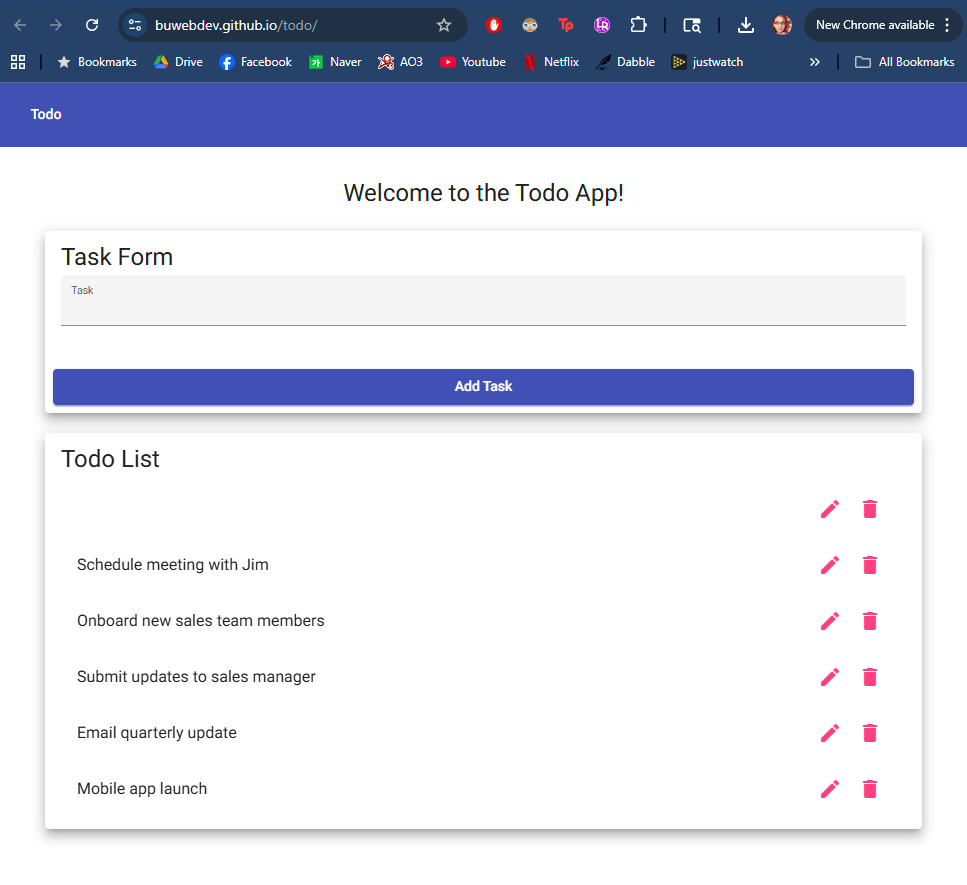 buwebdev.github.io/todo/
New Chrome available
Bookmarks Drive Facebook Naver AO3 Youtube Netflix Dabble justwatch » All Bookmarks
Todo
Welcome to the Todo App!
Task Form
Task
Add Task
Todo List
Schedule meeting with Jim
Onboard new sales team members
Submit updates to sales manager
Email quarterly update
Mobile app launch